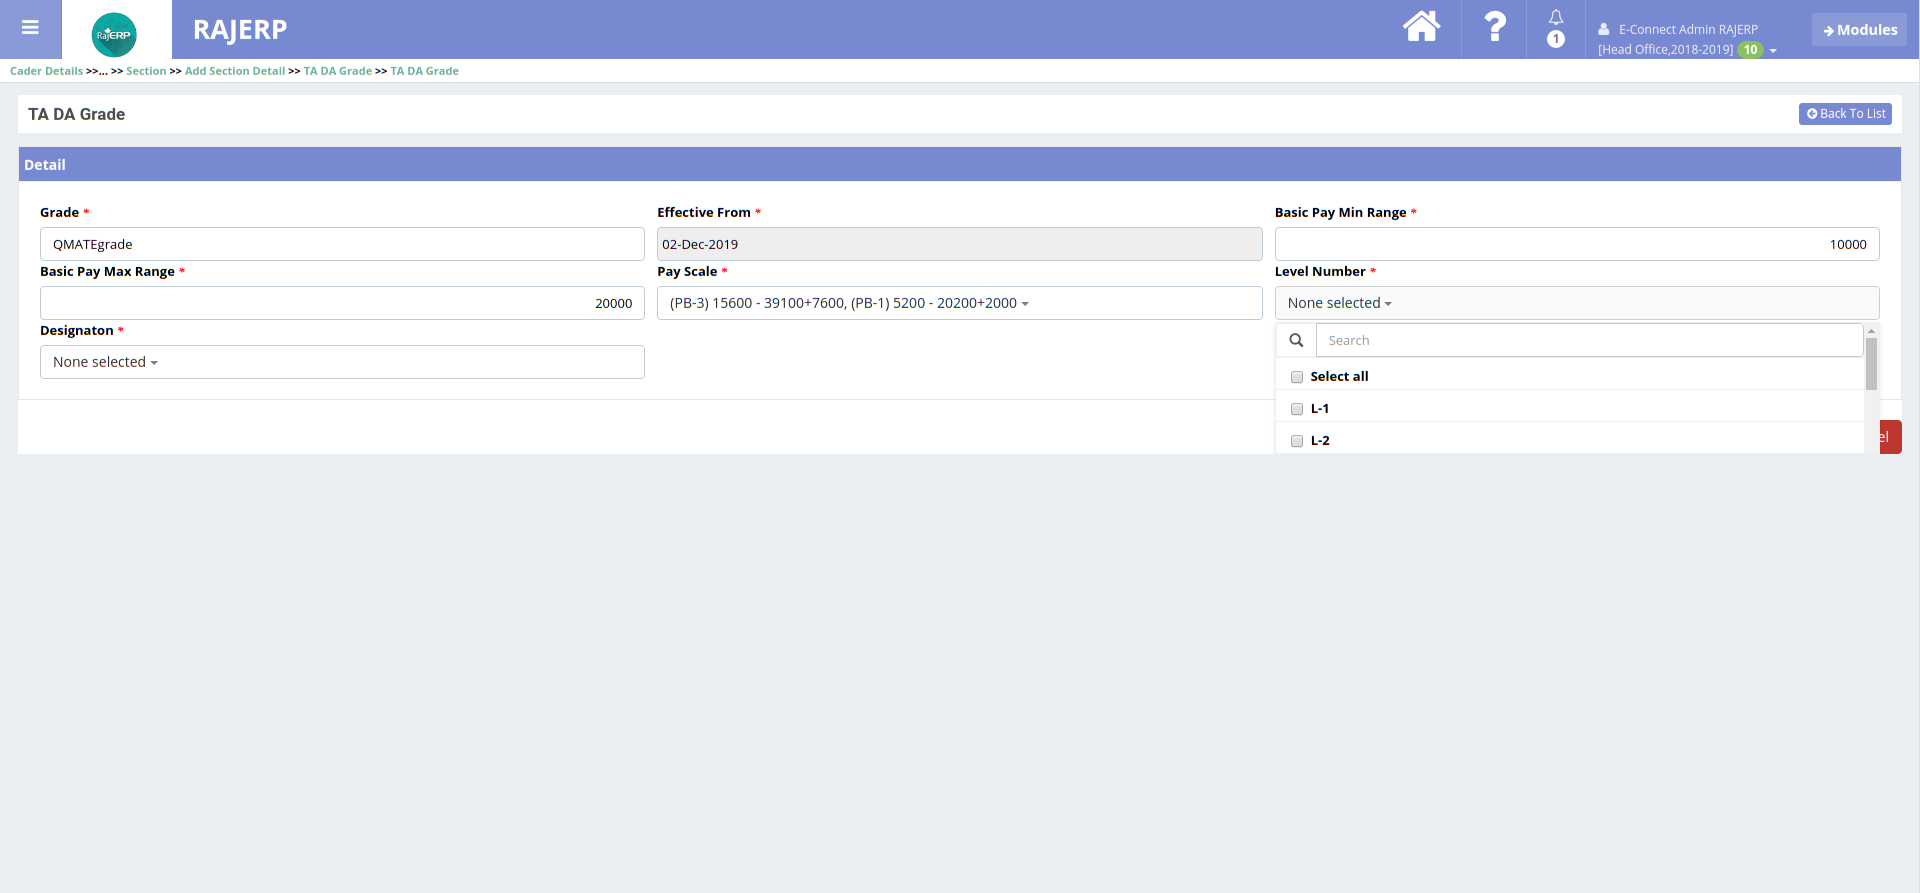 RajERP
RAJERP
1
E-Connect Admin RAJERP
[Head Office,2018-2019] 10
Modules
Cader Details >>... >> Section >> Add Section Detail >> TA DA Grade >> TA DA Grade
TA DA Grade
Back To List
Detail
Grade *
Effective From *
Basic Pay Min Range *
QMATEgrade
02-Dec-2019
10000
Basic Pay Max Range *
Pay Scale *
Level Number *
20000
(PB-3) 15600 - 39100+7600, (PB-1) 5200 - 20200+2000
None selected
Designaton *
None selected
Search
Select all
L-1
L-2
el